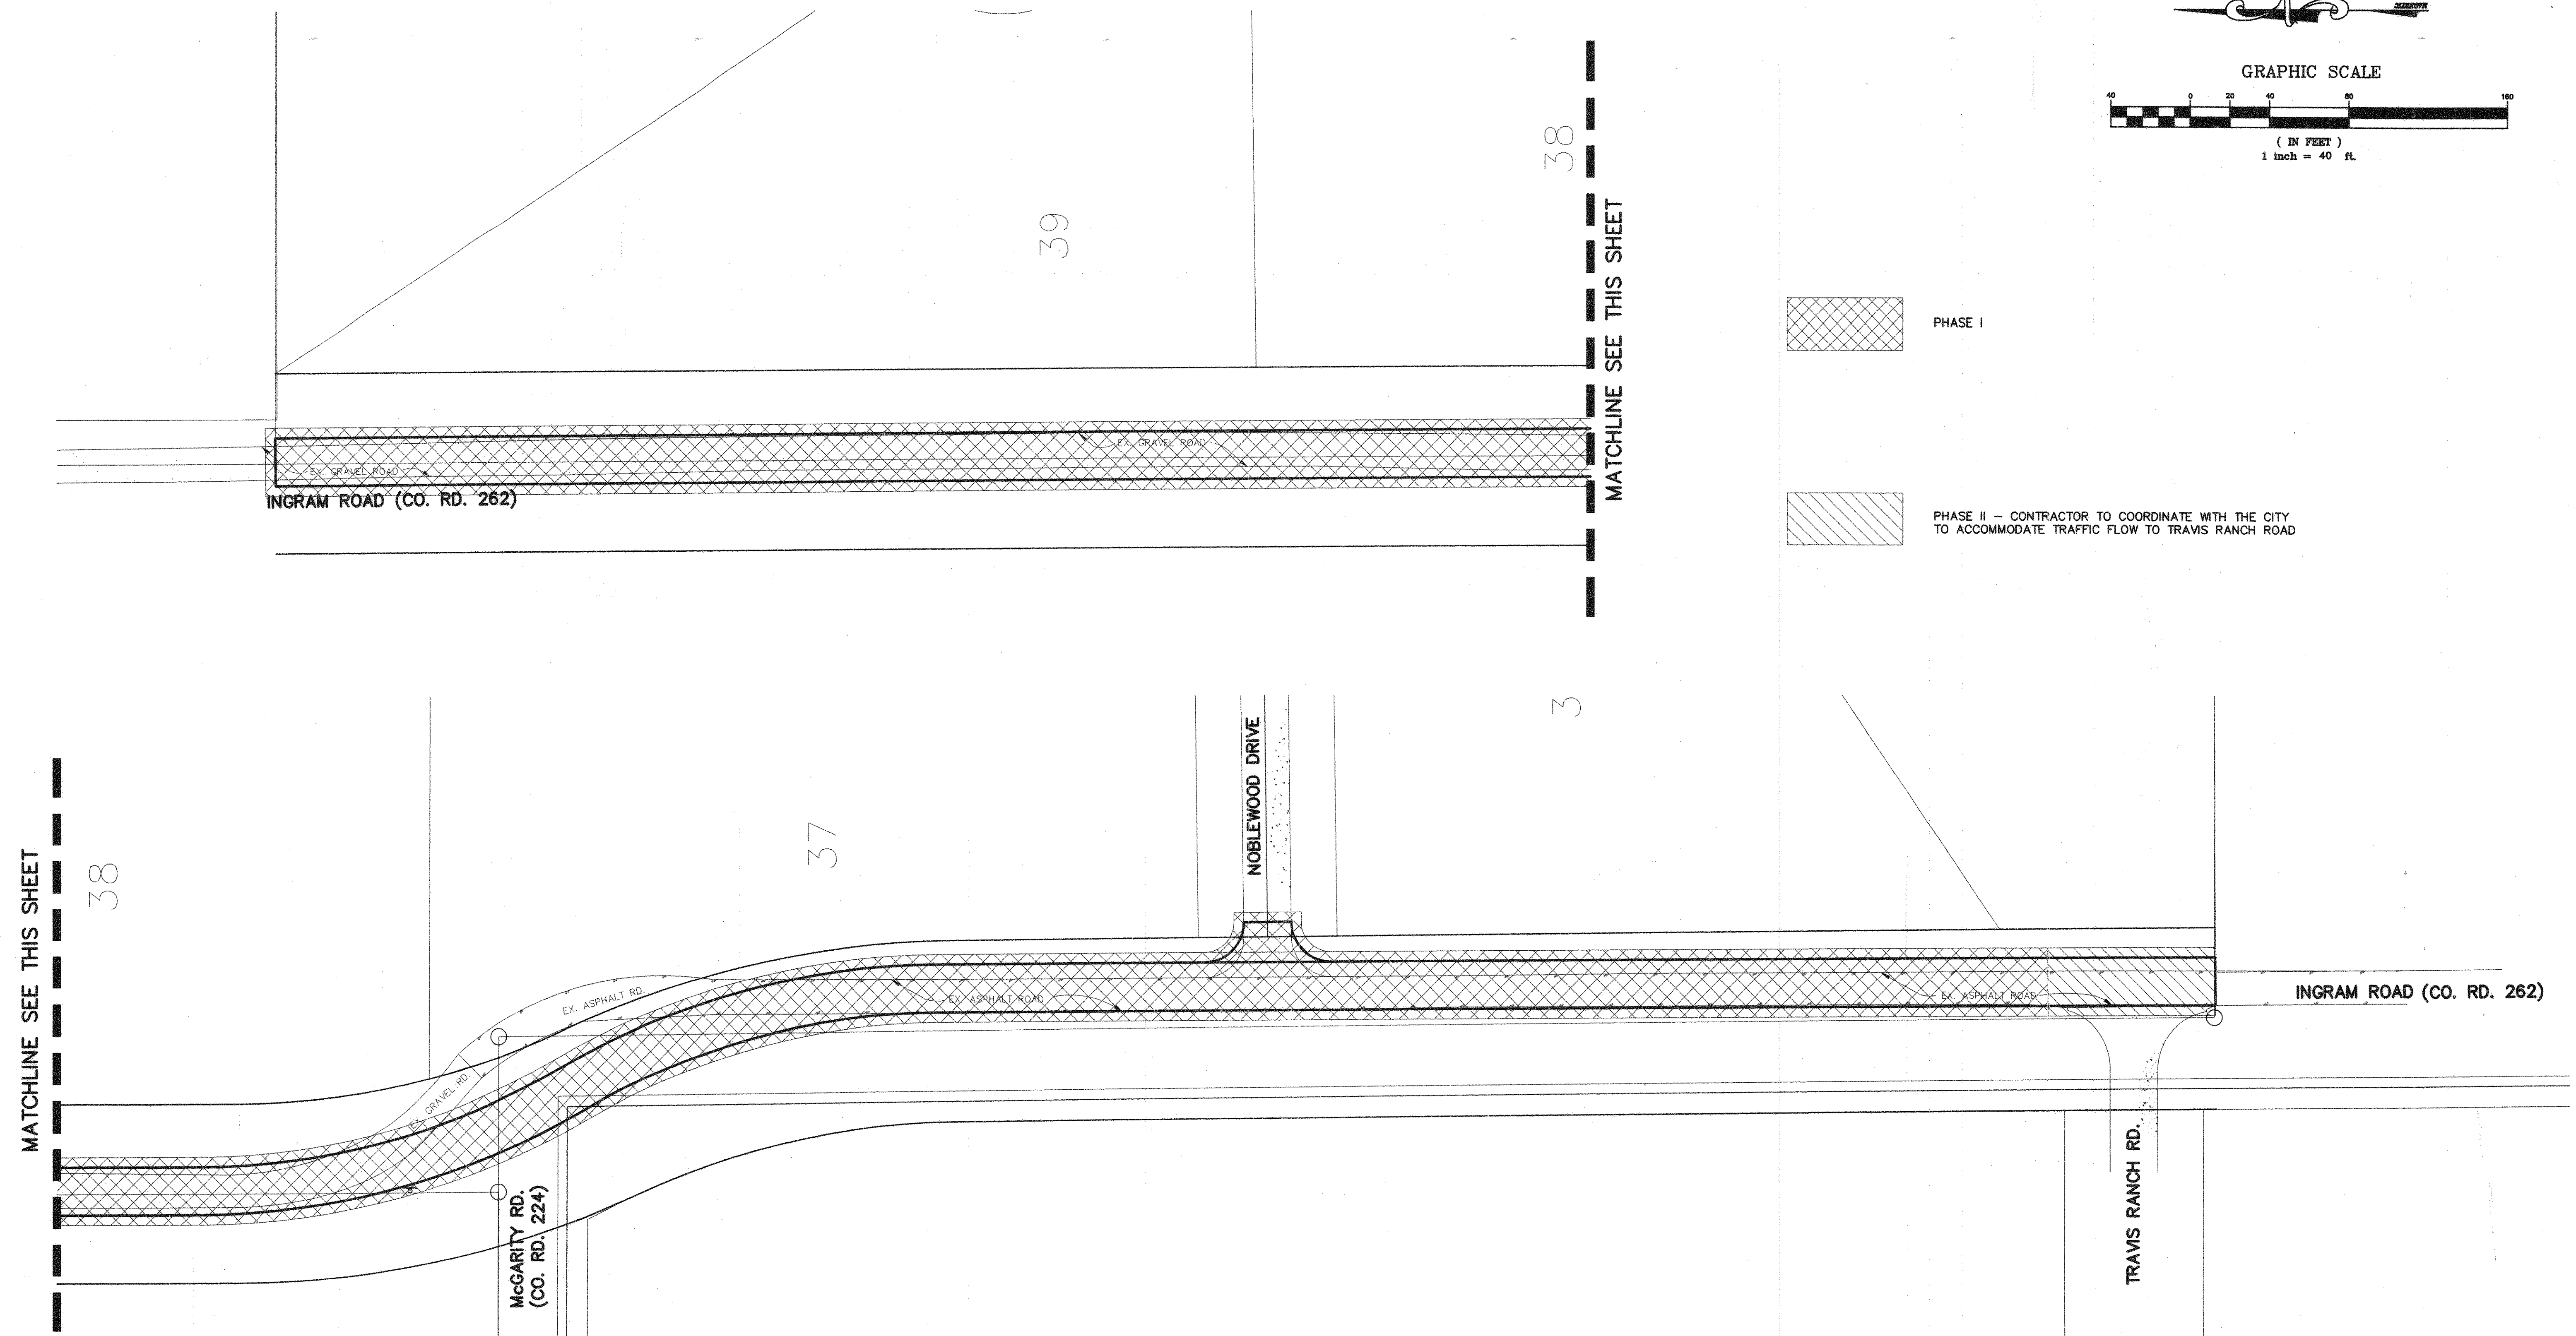 MAGNETIC
GRAPHIC SCALE
40 0 20 40 80 160
( IN FEET )
1 inch = 40 ft.
38
39
MATCHLINE SEE THIS SHEET
PHASE I
EX. GRAVEL ROAD
EX. GRAVEL ROAD
INGRAM ROAD (CO. RD. 262)
PHASE II – CONTRACTOR TO COORDINATE WITH THE CITY
TO ACCOMMODATE TRAFFIC FLOW TO TRAVIS RANCH ROAD
3
NOBLEWOOD DRIVE
37
38
MATCHLINE SEE THIS SHEET
EX. ASPHALT RD.
EX. ASPHALT ROAD
EX. ASPHALT ROAD
INGRAM ROAD (CO. RD. 262)
EX. GRAVEL RD.
McGARITY RD.
(CO. RD. 224)
TRAVIS RANCH RD.